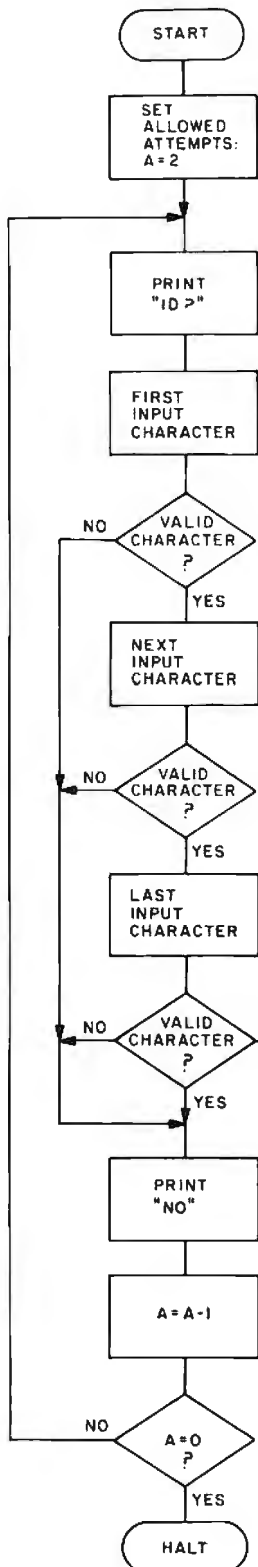 START
SET
ALLOWED
ATTEMPTS:
A=2
PRINT
"ID?"
FIRST
INPUT
CHARACTER
NO
VALID
CHARACTER
?
YES
NEXT
INPUT
CHARACTER
NO
VALID
CHARACTER
?
YES
LAST
INPUT
CHARACTER
NO
VALID
CHARACTER
?
YES
PRINT
"NO"
A=A-1
NO
A=0
?
YES
HALT